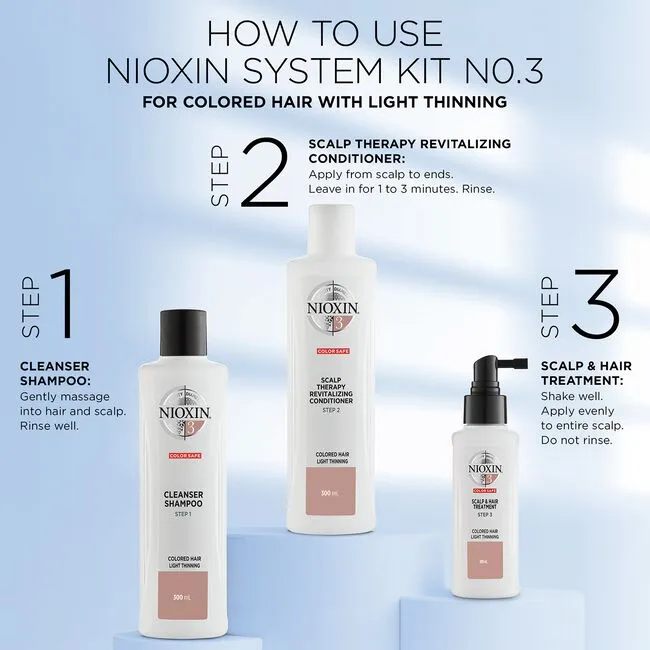 HOW TO USE
NIOXIN SYSTEM KIT NO.3
FOR COLORED HAIR WITH LIGHT THINNING
STEP 1
CLEANSER
SHAMPOO:
Gently massage
into hair and scalp.
Rinse well.
STEP 2
SCALP THERAPY REVITALIZING
CONDITIONER:
Apply from scalp to ends.
Leave in for 1 to 3 minutes. Rinse.
STEP 3
SCALP & HAIR
TREATMENT:
Shake well.
Apply evenly
to entire scalp.
Do not rinse.
NIOXIN
3
COLOR SAFE
CLEANSER
SHAMPOO
STEP 1
COLORED HAIR
LIGHT THINNING
300 mL
NIOXIN
3
COLOR SAFE
SCALP
THERAPY
REVITALIZING
CONDITIONER
STEP 2
COLORED HAIR
LIGHT THINNING
300 mL
NIOXIN
3
COLOR SAFE
SCALP & HAIR
TREATMENT
STEP 3
COLORED HAIR
LIGHT THINNING